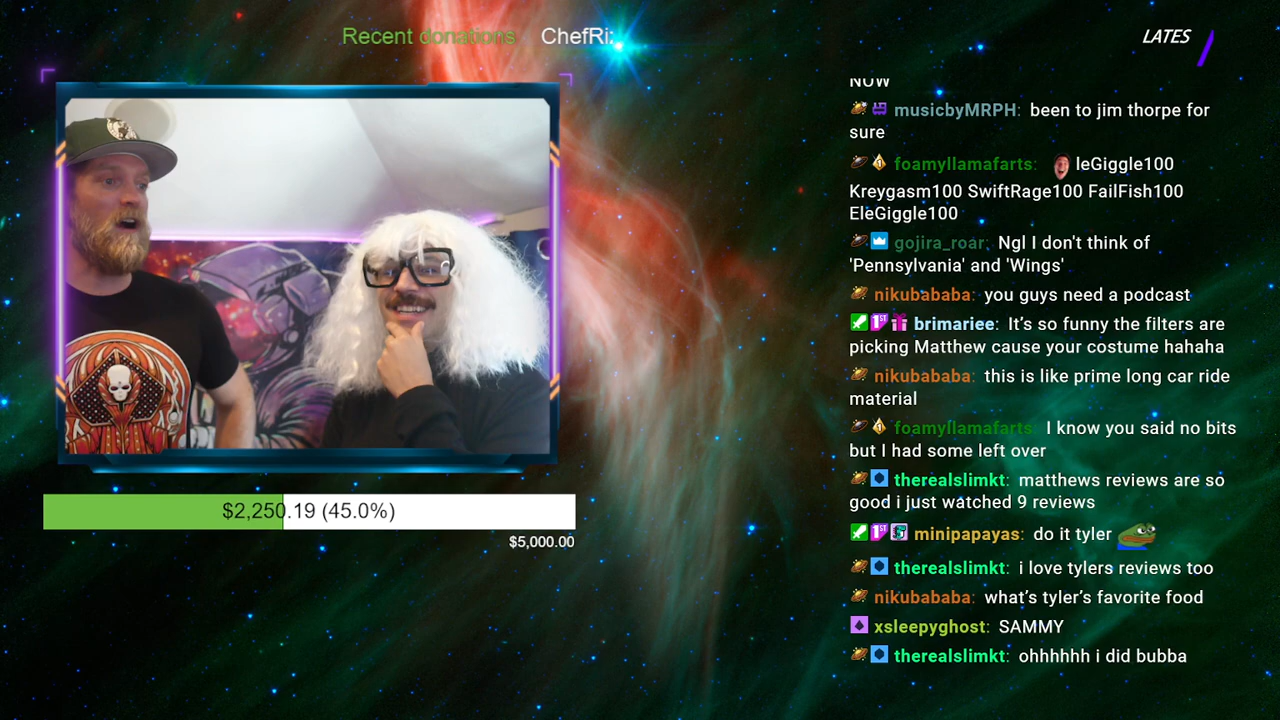 Recent donations ChefRi
LATES
NOW
musicbyMRPH: been to jim thorpe for
sure
foamyllamafarts: leGiggle100
Kreygasm100 SwiftRage100 FailFish100
EleGiggle100
gojira_roar: Ngl I don't think of
'Pennsylvania' and 'Wings'
nikubababa: you guys need a podcast
brimariee: It's so funny the filters are
picking Matthew cause your costume hahaha
nikubababa: this is like prime long car ride
material
foamyllamafarts: I know you said no bits
but I had some left over
therealslimkt: matthews reviews are so
good i just watched 9 reviews
minipapayas: do it tyler
therealslimkt: i love tylers reviews too
nikubababa: what's tyler's favorite food
xsleepyghost: SAMMY
therealslimkt: ohhhhhh i did bubba
$2,250.19 (45.0%)
$5,000.00